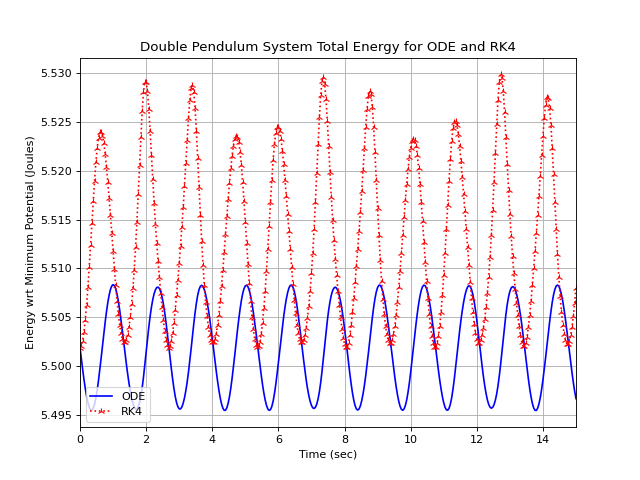 Double Pendulum System Total Energy for ODE and RK4
Energy wrt Minimum Potential (Joules)
5.530
5.525
5.520
5.515
5.510
5.505
5.500
5.495
ODE
RK4
0 2 4 6 8 10 12 14
Time (sec)